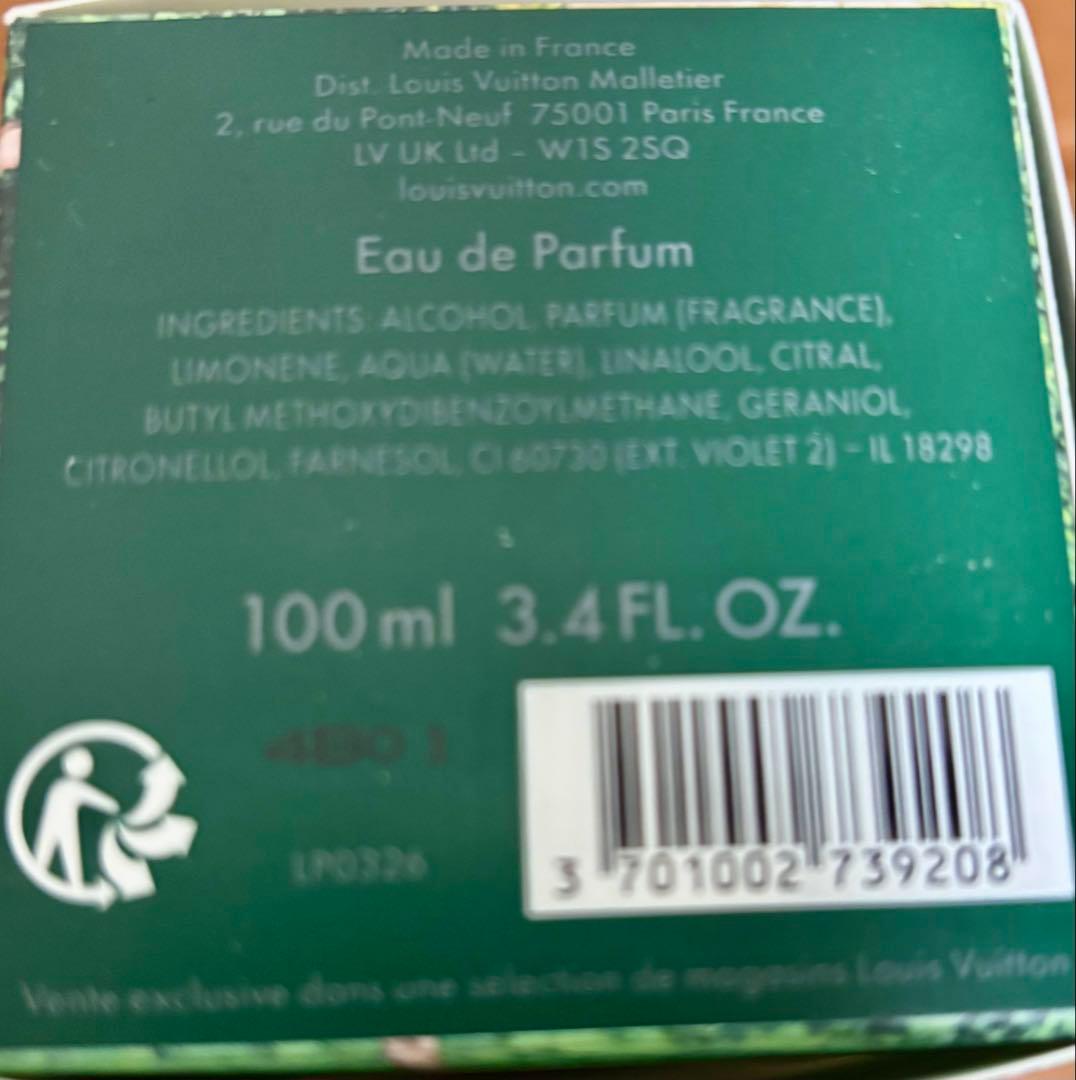 Made in France
Dist. Louis Vuitton Malletier
2, rue du Pont-Neuf 75001 Paris France
LV UK Ltd - W1S 2SQ
louisvuitton.com
Eau de Parfum
INGREDIENTS: ALCOHOL, PARFUM (FRAGRANCE),
LIMONENE, AQUA (WATER), LINALOOL, CITRAL,
BUTYL METHOXYDIBENZOYLMETHANE, GERANIOL,
CITRONELLOL, FARNESOL, CI 60730 (EXT. VIOLET 2) - IL 18298
100 ml 3.4 FL. OZ.
LP0326
3 701002 739208
Vente exclusive dans une sélection de magasins Louis Vuitton